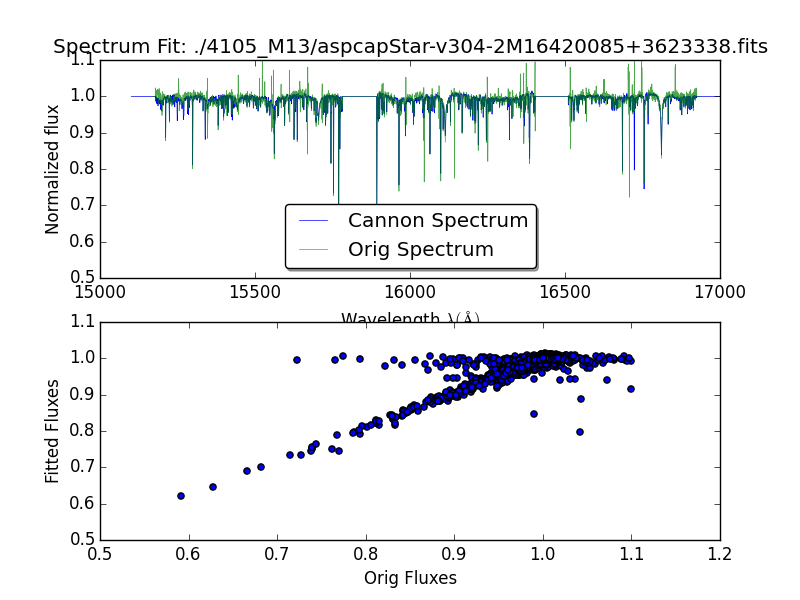 Spectrum Fit: ./4105_M13/aspcapStar-v304-2M16420085+3623338.fits
1.1
1.0
0.9
0.8
0.7
0.6
0.5
Normalized flux
Cannon Spectrum
Orig Spectrum
15000 15500 16000 16500 17000
Wavelength λ(Å)
1.1
1.0
0.9
0.8
0.7
0.6
0.5
Fitted Fluxes
0.5 0.6 0.7 0.8 0.9 1.0 1.1 1.2
Orig Fluxes